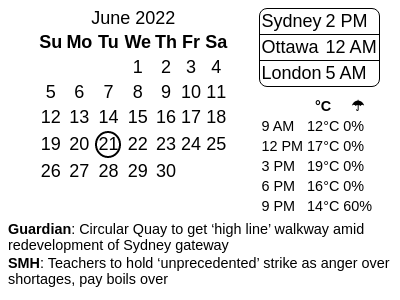 June 2022
Su Mo Tu We Th Fr Sa
1 2 3 4
5 6 7 8 9 10 11
12 13 14 15 16 17 18
19 20 21 22 23 24 25
26 27 28 29 30
Sydney 2 PM
Ottawa 12 AM
London 5 AM
°C ☂
9 AM 12°C 0%
12 PM 17°C 0%
3 PM 19°C 0%
6 PM 16°C 0%
9 PM 14°C 60%
Guardian: Circular Quay to get ‘high line’ walkway amid
redevelopment of Sydney gateway
SMH: Teachers to hold ‘unprecedented’ strike as anger over
shortages, pay boils over